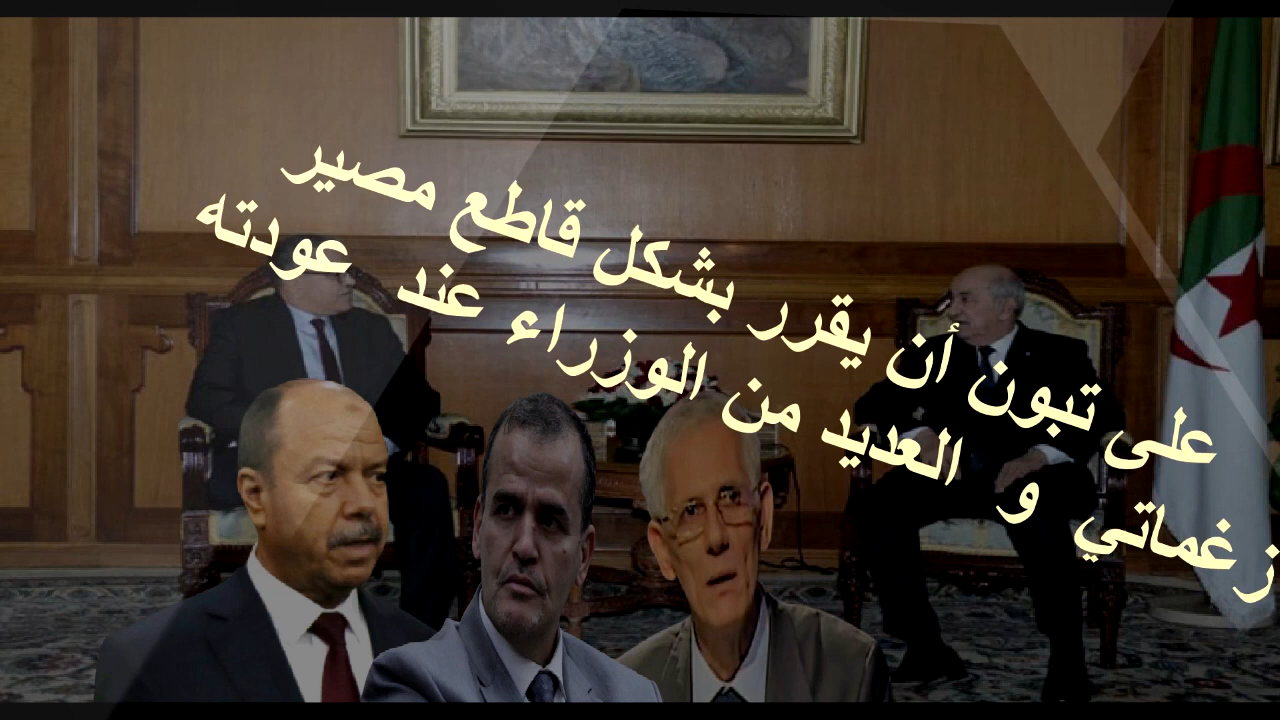 على تبون أن يقرر بشكل قاطع مصير
زغماتي و العديد من الوزراء عند عودته